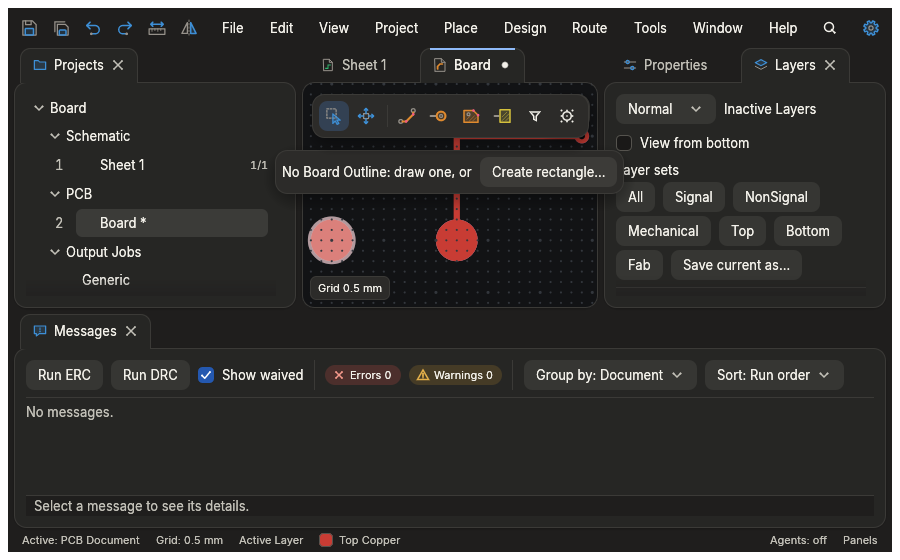 File Edit View Project Place Design Route Tools Window Help
Projects
Sheet 1
Board
Properties
Layers
Board
Schematic
1 Sheet 1 1/1
PCB
2 Board *
Output Jobs
Generic
No Board Outline: draw one, or Create rectangle...
Grid 0.5 mm
Normal Inactive Layers
View from bottom
ayer sets
All Signal NonSignal
Mechanical Top Bottom
Fab Save current as...
Messages
Run ERC Run DRC Show waived Errors 0 Warnings 0 Group by: Document Sort: Run order
No messages.
Select a message to see its details.
Active: PCB Document Grid: 0.5 mm Active Layer Top Copper Agents: off Panels